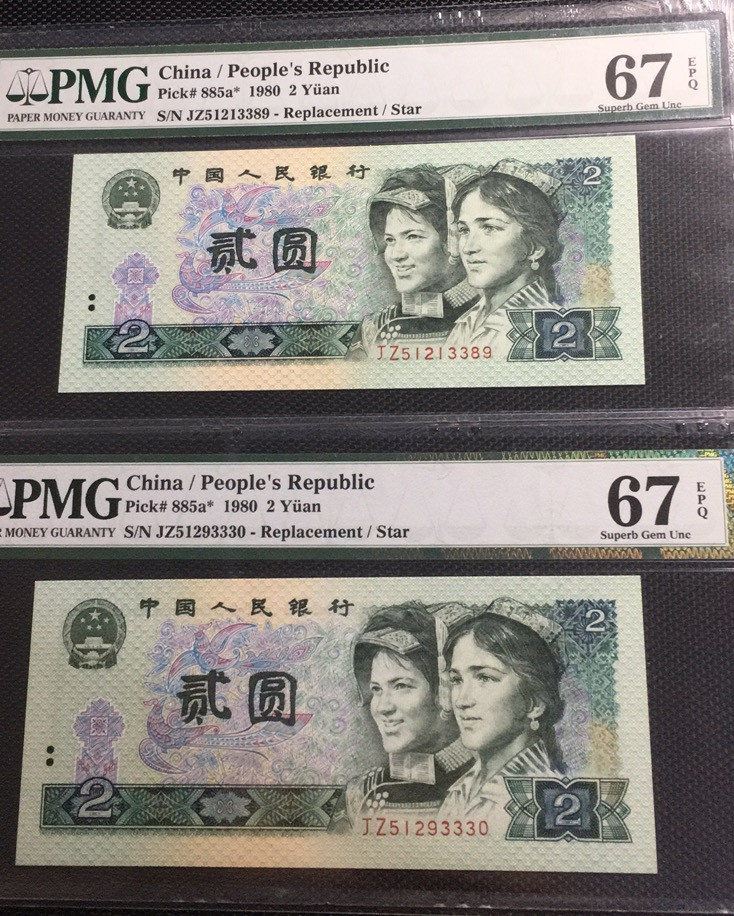 PMG
PAPER MONEY GUARANTY
China / People's Republic
Pick# 885a* 1980 2 Yüan
S/N JZ51213389 - Replacement / Star
67 EPQ
Superb Gem Unc
中国人民银行
2
贰圆
2
JZ51213389
2
PMG
R MONEY GUARANTY
China / People's Republic
Pick# 885a* 1980 2 Yüan
S/N JZ51293330 - Replacement / Star
67 EPQ
Superb Gem Unc
中国人民银行
2
贰圆
2
JZ51293330
2